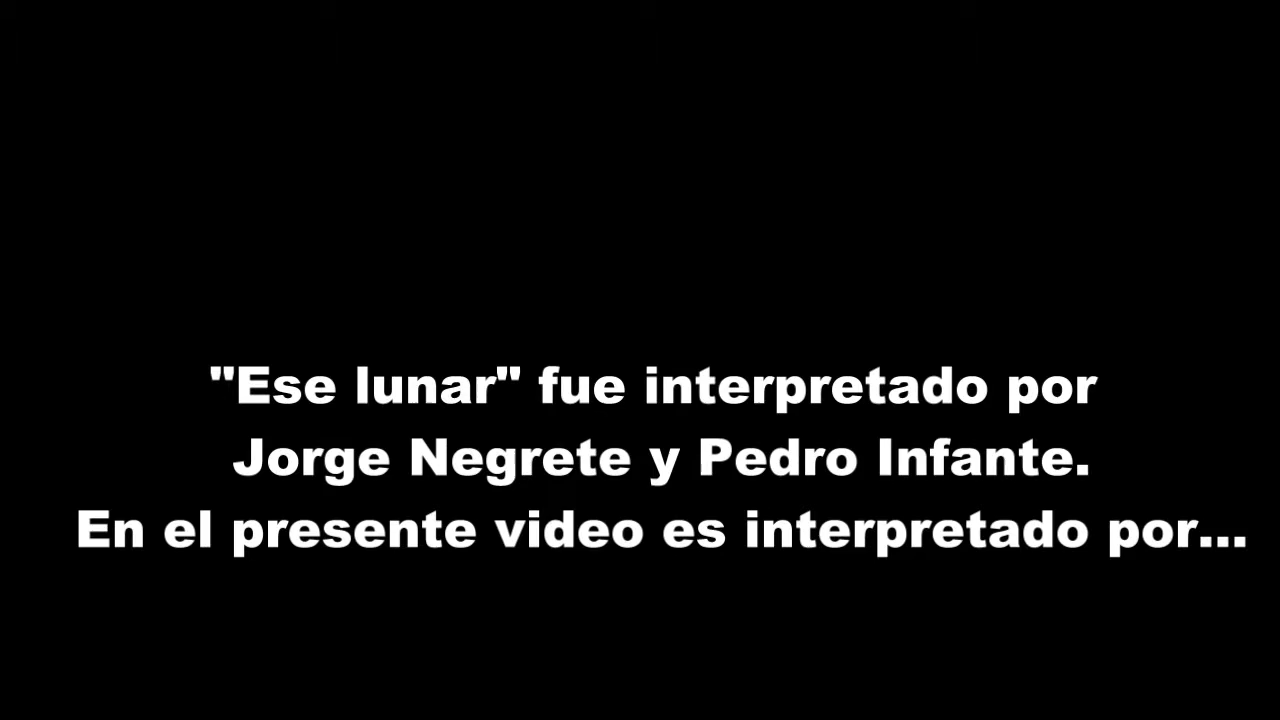 "Ese lunar" fue interpretado por
Jorge Negrete y Pedro Infante.
En el presente video es interpretado por...